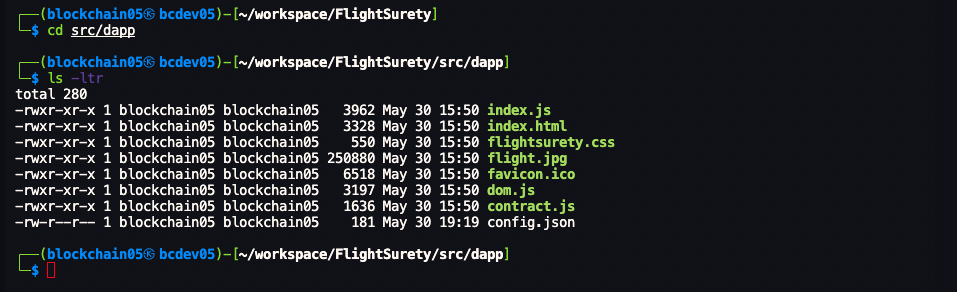 ┌──(blockchain05㉿ bcdev05)-[~/workspace/FlightSurety]
└─$ cd src/dapp
┌──(blockchain05㉿ bcdev05)-[~/workspace/FlightSurety/src/dapp]
└─$ ls -ltr
total 280
-rwxr-xr-x 1 blockchain05 blockchain05   3962 May 30 15:50 index.js
-rwxr-xr-x 1 blockchain05 blockchain05   3328 May 30 15:50 index.html
-rwxr-xr-x 1 blockchain05 blockchain05    550 May 30 15:50 flightsurety.css
-rwxr-xr-x 1 blockchain05 blockchain05 250880 May 30 15:50 flight.jpg
-rwxr-xr-x 1 blockchain05 blockchain05   6518 May 30 15:50 favicon.ico
-rwxr-xr-x 1 blockchain05 blockchain05   3197 May 30 15:50 dom.js
-rwxr-xr-x 1 blockchain05 blockchain05   1636 May 30 15:50 contract.js
-rw-r--r-- 1 blockchain05 blockchain05    181 May 30 19:19 config.json
┌──(blockchain05㉿ bcdev05)-[~/workspace/FlightSurety/src/dapp]
└─$